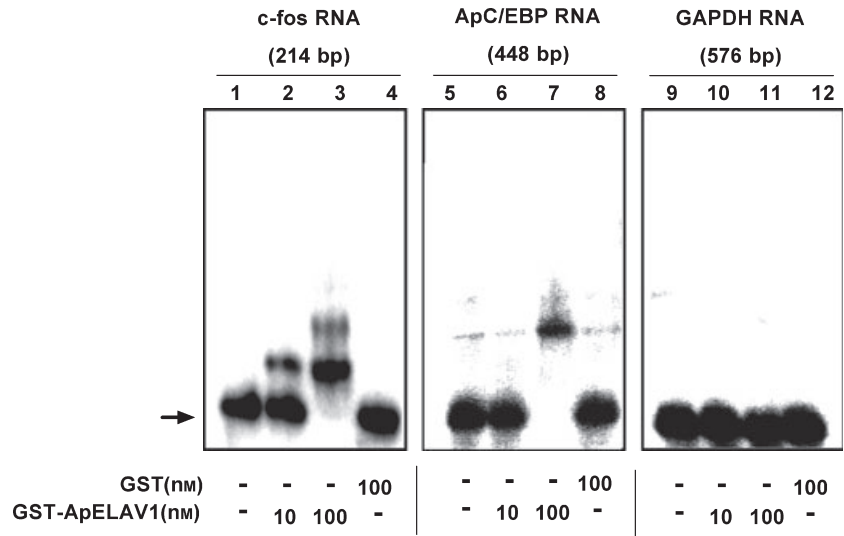 c-fos RNA ApC/EBP RNA GAPDH RNA
(214 bp) (448 bp) (576 bp)
1 2 3 4 5 6 7 8 9 10 11 12
GST(nM) - - - 100 - - - 100 - - - 100
GST-ApELAV1(nM) - 10 100 - - 10 100 - - 10 100 -